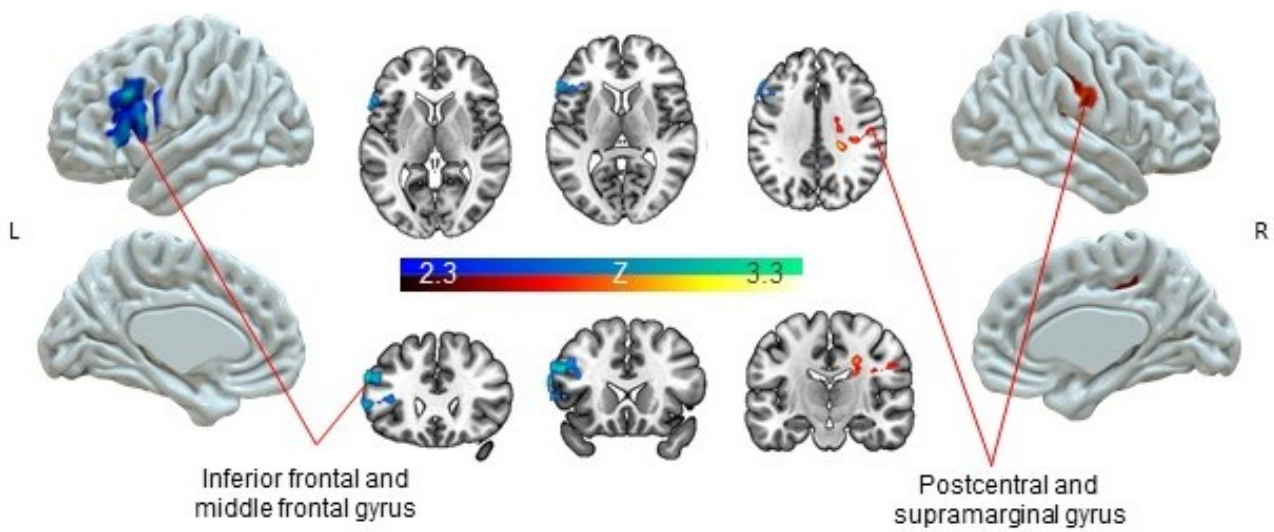 L
R
2.3 Z 3.3
Inferior frontal and
middle frontal gyrus
Postcentral and
supramarginal gyrus